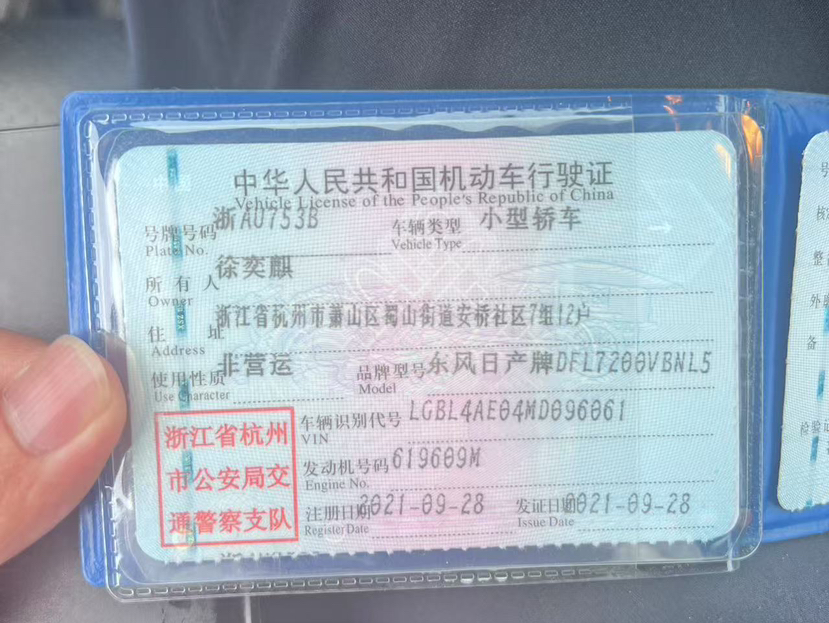 中华人民共和国机动车行驶证
Vehicle License of the People's Republic of China
号牌号码 浙A0753B 车辆类型 小型轿车
Plate No. Vehicle Type
所有人 徐奕麒
Owner
住址 浙江省杭州市萧山区蜀山街道安桥社区7组12户
Address
使用性质 非营运 品牌型号 东风日产牌DFL7200VBNL5
Use Character Model
浙江省杭州
市公安局交
通警察支队
车辆识别代号 LGBL4AE04MD096061
VIN
发动机号码 619609M
Engine No.
注册日期 2021-09-28 发证日期 2021-09-28
Register Date Issue Date
号
核
整
外
备
检验